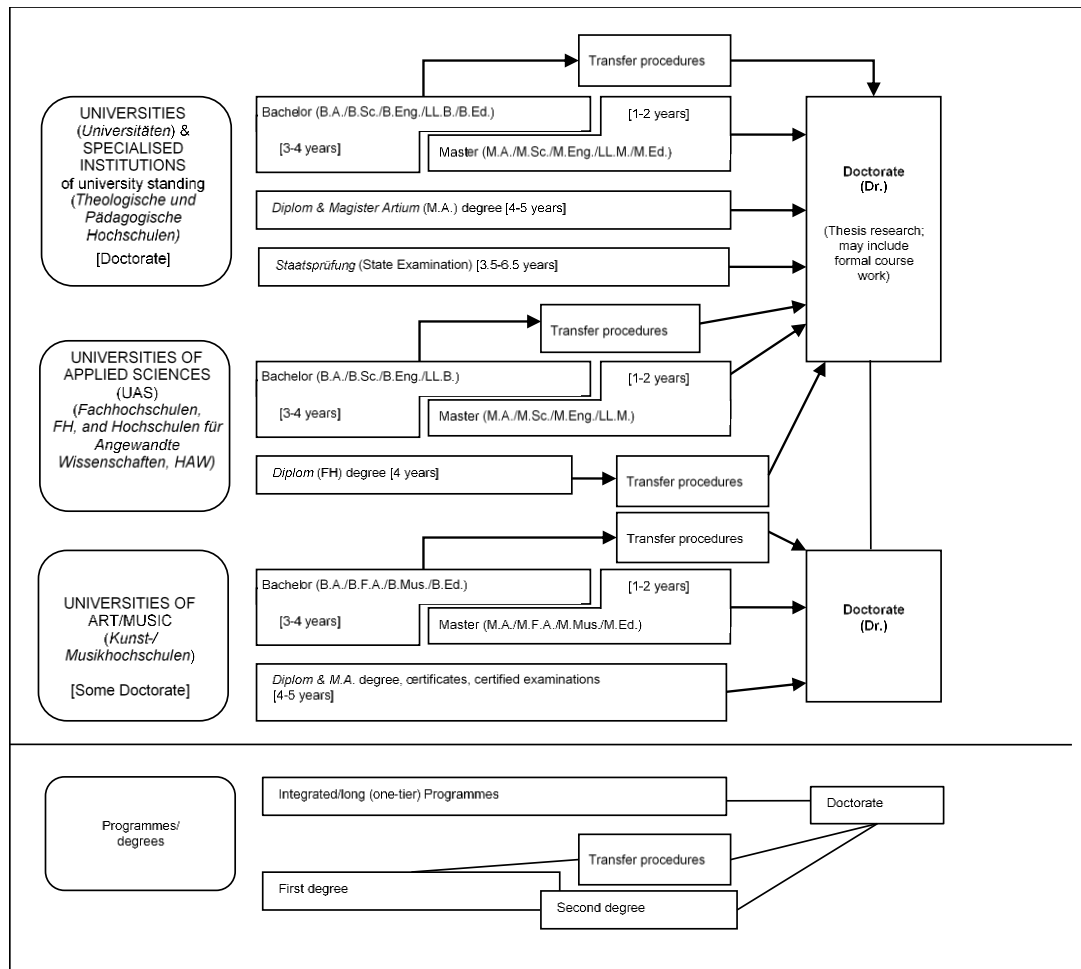 Transfer procedures
UNIVERSITIES
(Universitäten) &
SPECIALISED
INSTITUTIONS
of university standing
(Theologische und
Pädagogische
Hochschulen)
[Doctorate]
Bachelor (B.A./B.Sc./B.Eng./LL.B./B.Ed.)
[3-4 years]
[1-2 years]
Master (M.A./M.Sc./M.Eng./LL.M./M.Ed.)
Diplom & Magister Artium (M.A.) degree [4-5 years]
Staatsprüfung (State Examination) [3.5-6.5 years]
Doctorate
(Dr.)
(Thesis research;
may include
formal course
work)
Transfer procedures
UNIVERSITIES OF
APPLIED SCIENCES
(UAS)
(Fachhochschulen,
FH, and Hochschulen für
Angewandte
Wissenschaften, HAW)
Bachelor (B.A./B.Sc./B.Eng./LL.B.)
[3-4 years]
[1-2 years]
Master (M.A./M.Sc./M.Eng./LL.M.)
Diplom (FH) degree [4 years]
Transfer procedures
Transfer procedures
UNIVERSITIES OF
ART/MUSIC
(Kunst-/
Musikhochschulen)
[Some Doctorate]
Bachelor (B.A./B.F.A./B.Mus./B.Ed.)
[3-4 years]
[1-2 years]
Master (M.A./M.F.A./M.Mus./M.Ed.)
Diplom & M.A. degree, certificates, certified examinations
[4-5 years]
Doctorate
(Dr.)
Programmes/
degrees
Integrated/long (one-tier) Programmes
Doctorate
Transfer procedures
First degree
Second degree